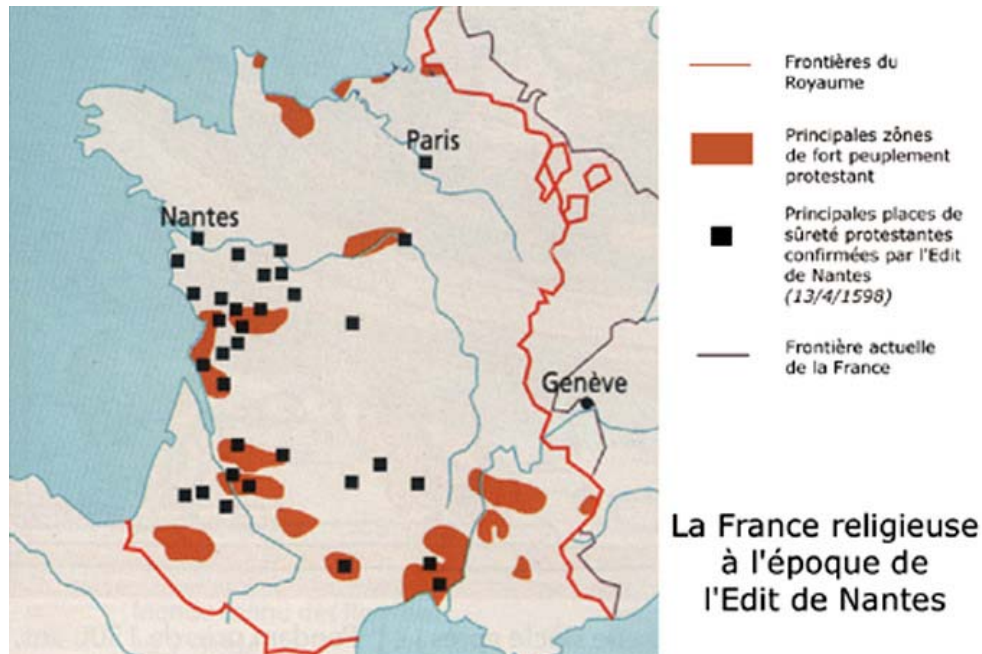 Paris
Nantes
Genève
Frontières du
Royaume
Principales zônes
de fort peuplement
protestant
Principales places de
sûreté protestantes
confirmées par l'Edit
de Nantes
(13/4/1598)
Frontière actuelle
de la France
La France religieuse
à l'époque de
l'Edit de Nantes